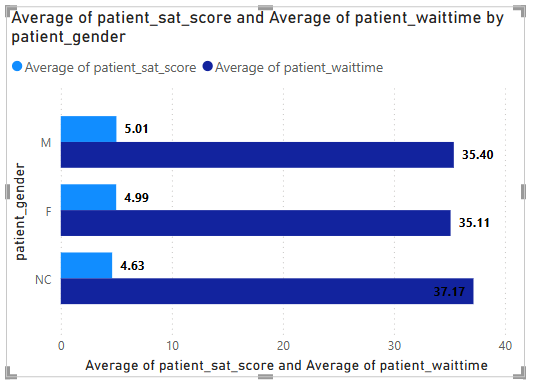 Average of patient_sat_score and Average of patient_waittime by
patient_gender
Average of patient_sat_score Average of patient_waittime
patient_gender
M
5.01
35.40
F
4.99
35.11
NC
4.63
37.17
0 10 20 30 40
Average of patient_sat_score and Average of patient_waittime